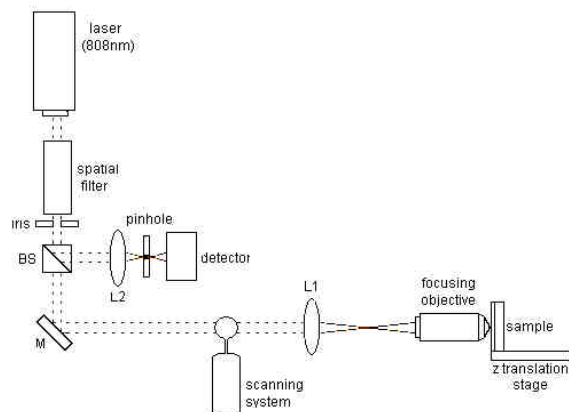 laser
(808nm)
spatial
filter
iris
pinhole
BS
detector
L2
L1
focusing
objective
sample
M
z translation
stage
scanning
system